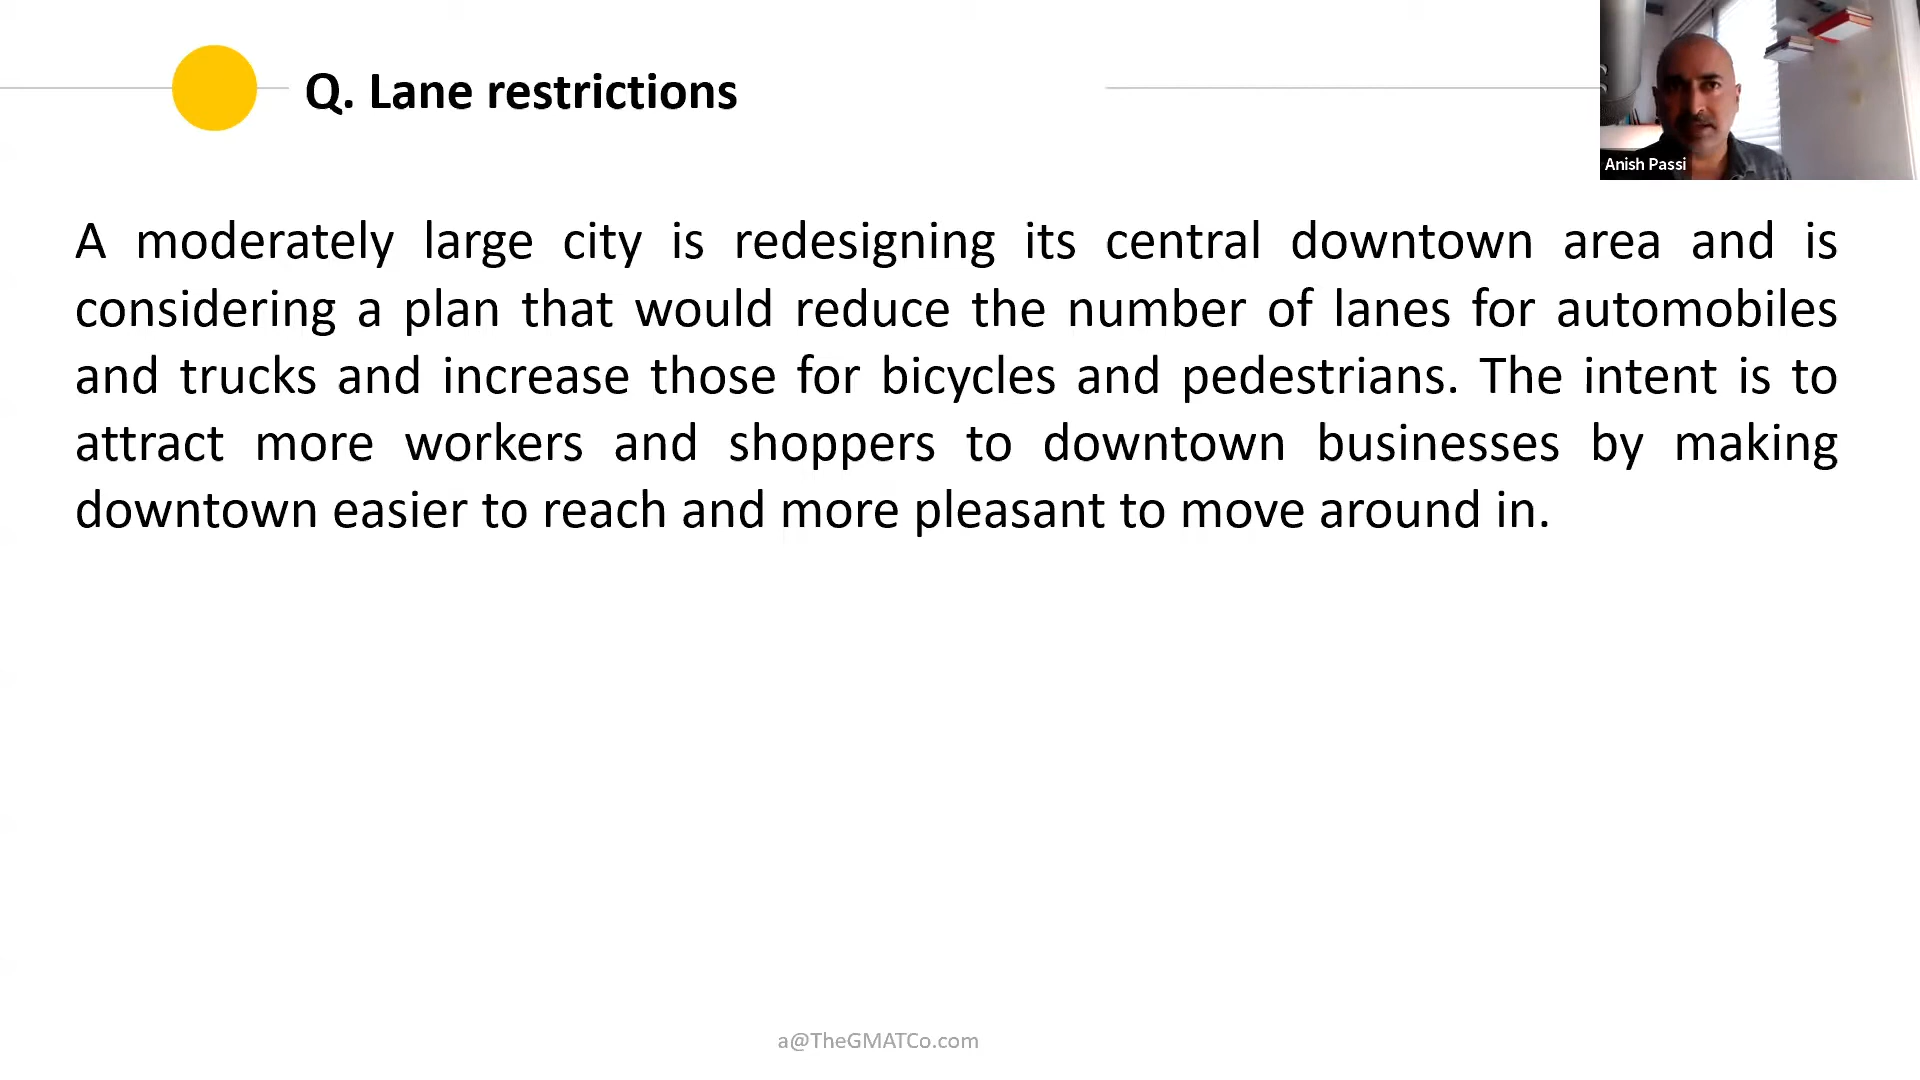 Q. Lane restrictions
Anish Passi
A moderately large city is redesigning its central downtown area and is
considering a plan that would reduce the number of lanes for automobiles
and trucks and increase those for bicycles and pedestrians. The intent is to
attract more workers and shoppers to downtown businesses by making
downtown easier to reach and more pleasant to move around in.
a@TheGMATCo.com